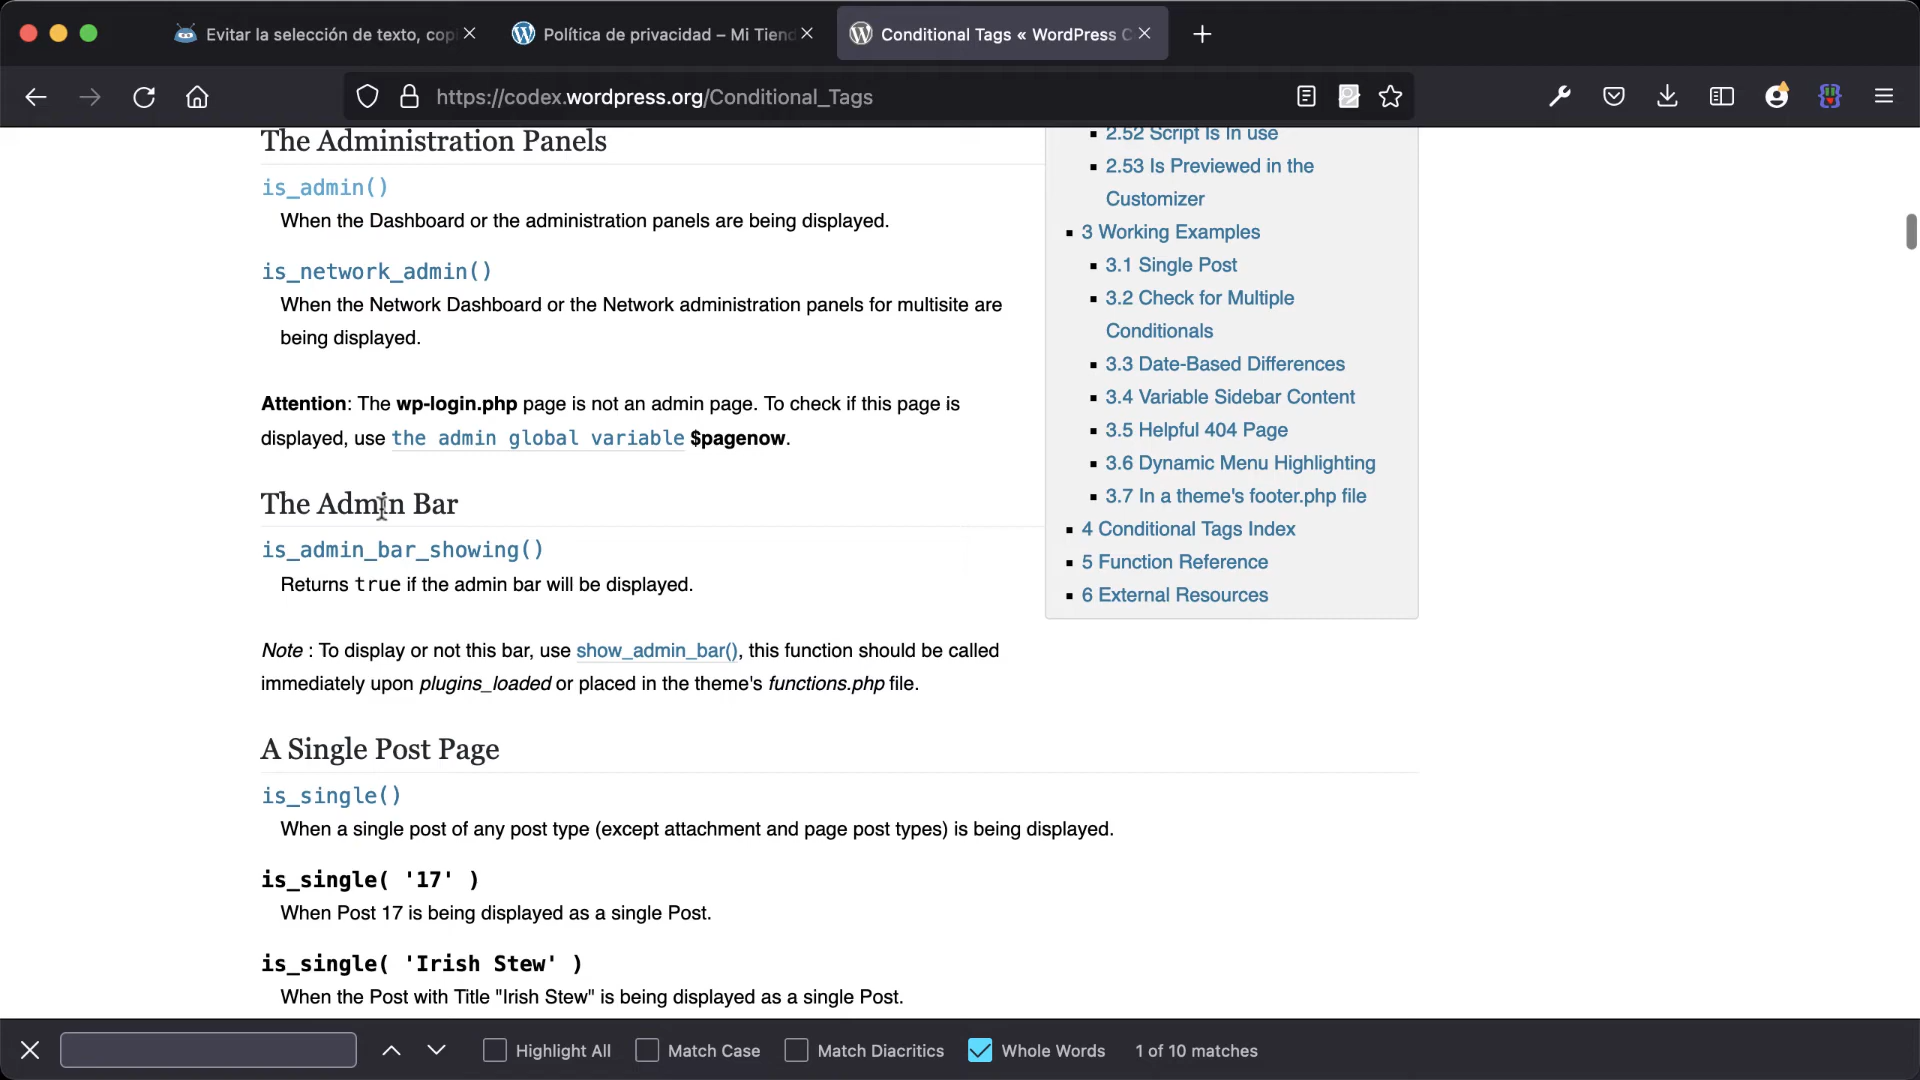 Evitar la selección de texto, copi
Política de privacidad – Mi Tiend
Conditional Tags « WordPress C
https://codex.wordpress.org/Conditional_Tags
The Administration Panels
is_admin()
When the Dashboard or the administration panels are being displayed.
is_network_admin()
When the Network Dashboard or the Network administration panels for multisite are
being displayed.
Attention: The wp-login.php page is not an admin page. To check if this page is
displayed, use the admin global variable $pagenow.
The Admin Bar
is_admin_bar_showing()
Returns true if the admin bar will be displayed.
Note : To display or not this bar, use show_admin_bar(), this function should be called
immediately upon plugins_loaded or placed in the theme's functions.php file.
A Single Post Page
is_single()
When a single post of any post type (except attachment and page post types) is being displayed.
is_single( '17' )
When Post 17 is being displayed as a single Post.
is_single( 'Irish Stew' )
When the Post with Title "Irish Stew" is being displayed as a single Post.
2.52 Script Is In use
2.53 Is Previewed in the
Customizer
3 Working Examples
3.1 Single Post
3.2 Check for Multiple
Conditionals
3.3 Date-Based Differences
3.4 Variable Sidebar Content
3.5 Helpful 404 Page
3.6 Dynamic Menu Highlighting
3.7 In a theme's footer.php file
4 Conditional Tags Index
5 Function Reference
6 External Resources
Highlight All
Match Case
Match Diacritics
Whole Words
1 of 10 matches